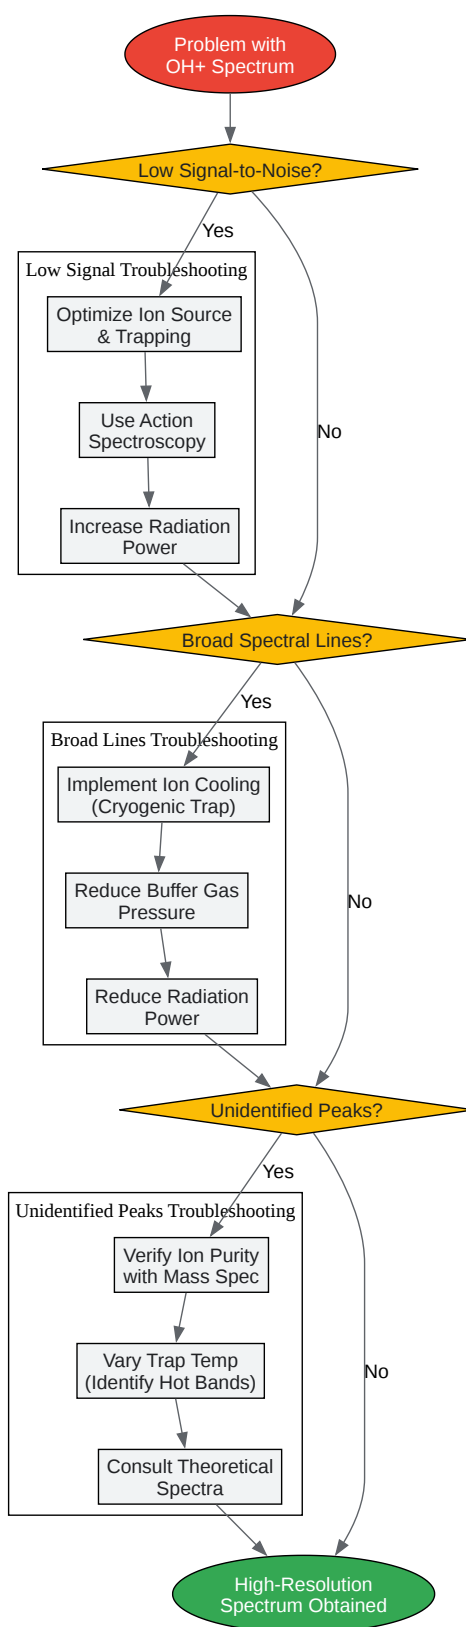 Problem with
OH+ Spectrum
Low Signal-to-Noise?
Yes
Low Signal Troubleshooting
Optimize Ion Source
& Trapping
Use Action
Spectroscopy
No
Increase Radiation
Power
Broad Spectral Lines?
Yes
Broad Lines Troubleshooting
Implement Ion Cooling
(Cryogenic Trap)
Reduce Buffer Gas
Pressure
No
Reduce Radiation
Power
Unidentified Peaks?
Yes
Unidentified Peaks Troubleshooting
Verify Ion Purity
with Mass Spec
Vary Trap Temp
(Identify Hot Bands)
No
Consult Theoretical
Spectra
High-Resolution
Spectrum Obtained